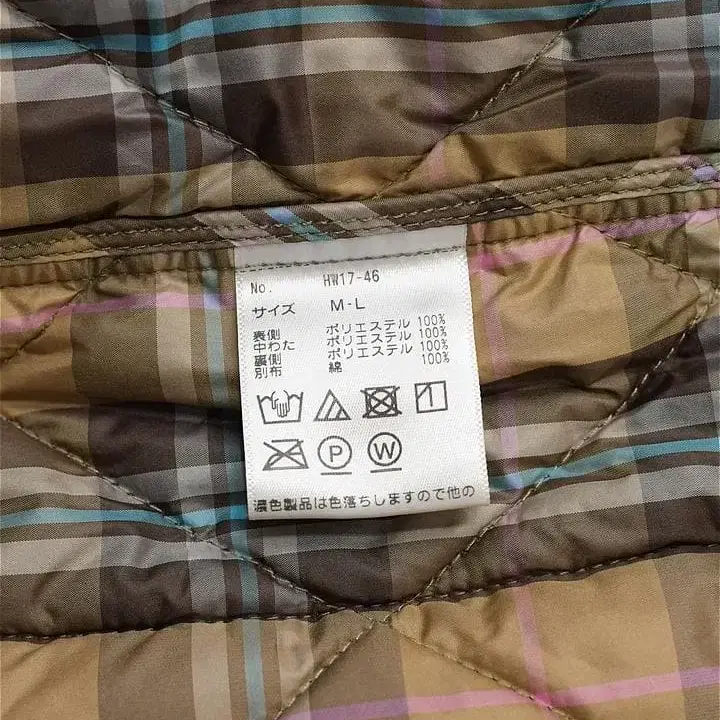 No. HW17-46
サイズ M-L
表側 ポリエステル 100%
中わた ポリエステル 100%
裏側 ポリエステル 100%
別布 綿 100%
P W
濃色製品は色落ちしますので他の